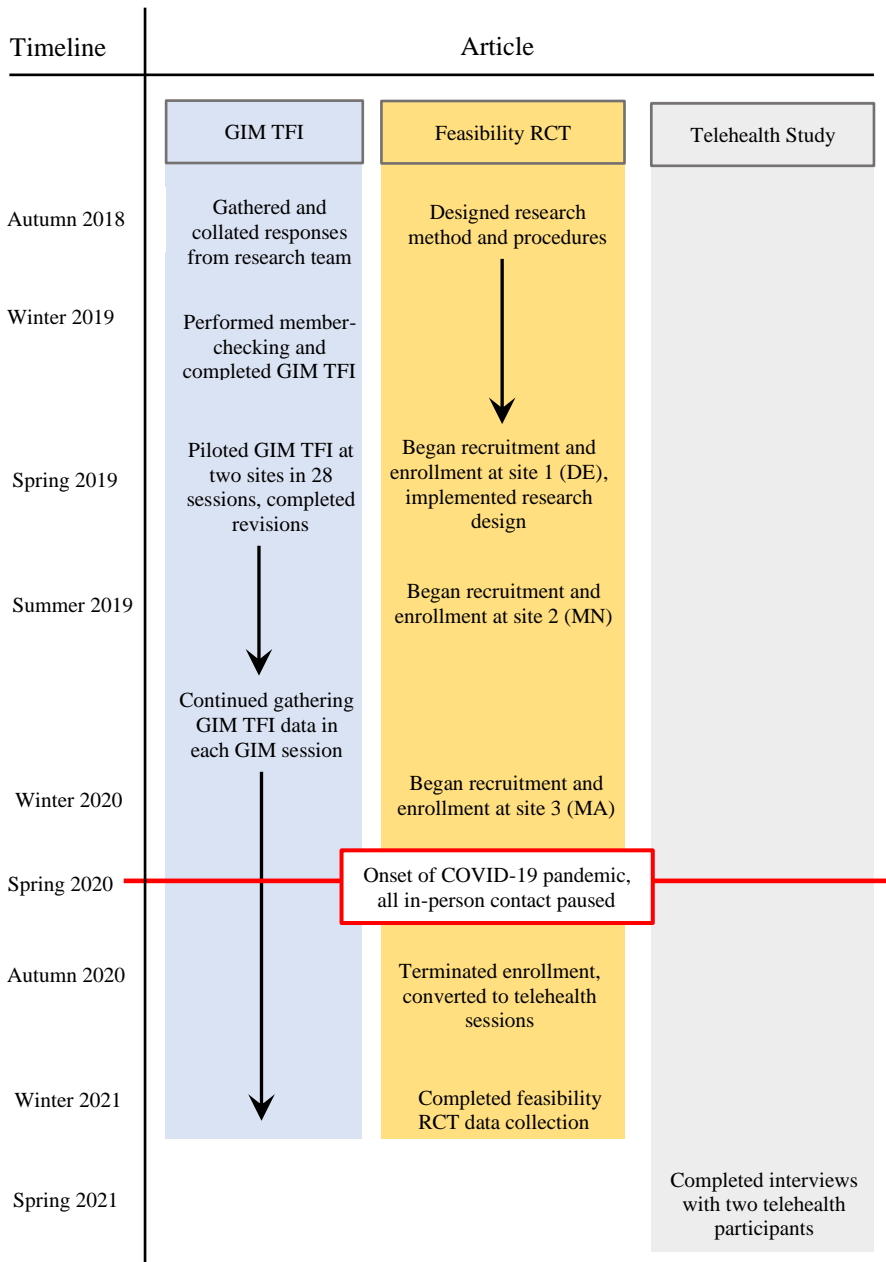 Timeline
Article
GIM TFI
Feasibility RCT
Telehealth Study
Autumn 2018
Gathered and
collated responses
from research team
Designed research
method and procedures
Winter 2019
Performed member-
checking and
completed GIM TFI
Spring 2019
Piloted GIM TFI at
two sites in 28
sessions, completed
revisions
Began recruitment and
enrollment at site 1 (DE),
implemented research
design
Summer 2019
Began recruitment and
enrollment at site 2 (MN)
Continued gathering
GIM TFI data in
each GIM session
Winter 2020
Began recruitment and
enrollment at site 3 (MA)
Spring 2020
Onset of COVID-19 pandemic,
all in-person contact paused
Autumn 2020
Terminated enrollment,
converted to telehealth
sessions
Winter 2021
Completed feasibility
RCT data collection
Spring 2021
Completed interviews
with two telehealth
participants